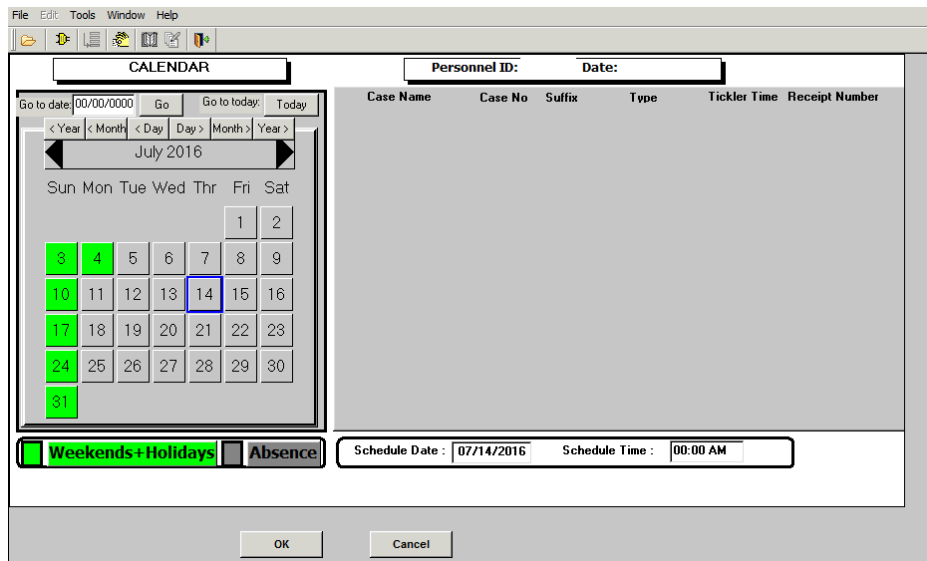 File Edit Tools Window Help
CALENDAR
Personnel ID: Date:
Go to date: 00/00/0000 Go Go to today: Today
< Year < Month < Day Day > Month > Year >
July 2016
Sun Mon Tue Wed Thr Fri Sat
1 2
3 4 5 6 7 8 9
10 11 12 13 14 15 16
17 18 19 20 21 22 23
24 25 26 27 28 29 30
31
Case Name Case No Suffix Type Tickler Time Receipt Number
Weekends+Holidays Absence
Schedule Date : 07/14/2016 Schedule Time : 00:00 AM
OK Cancel